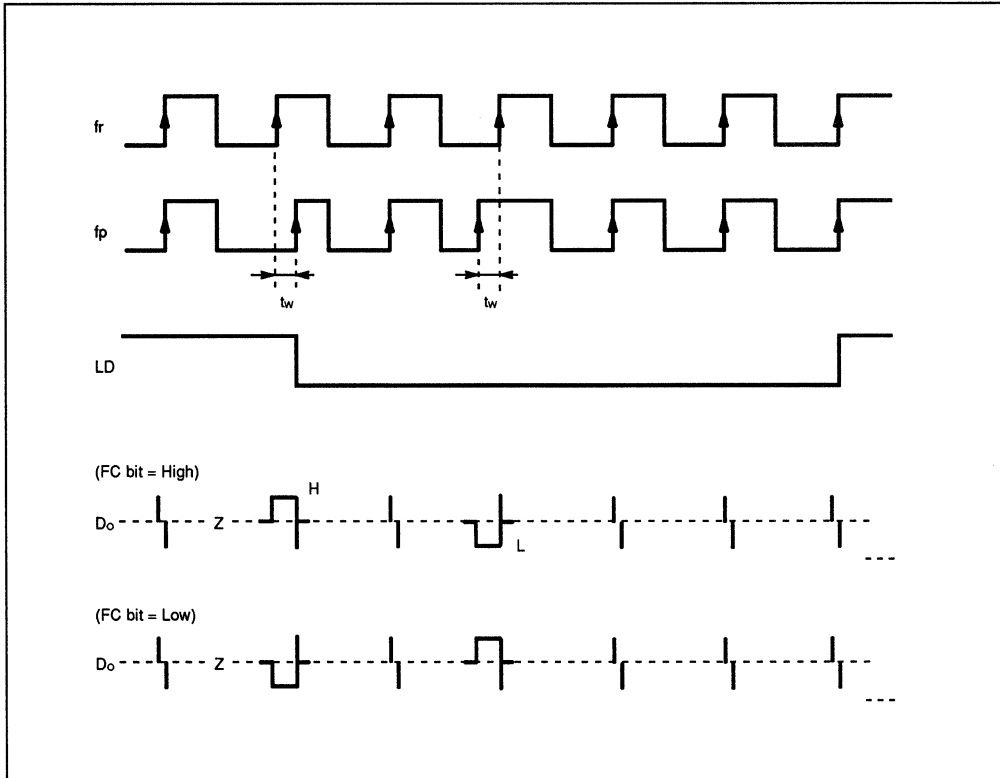 fr
fp
tw
tw
LD
(FC bit = High)
H
Do
Z
L
(FC bit = Low)
Do
Z